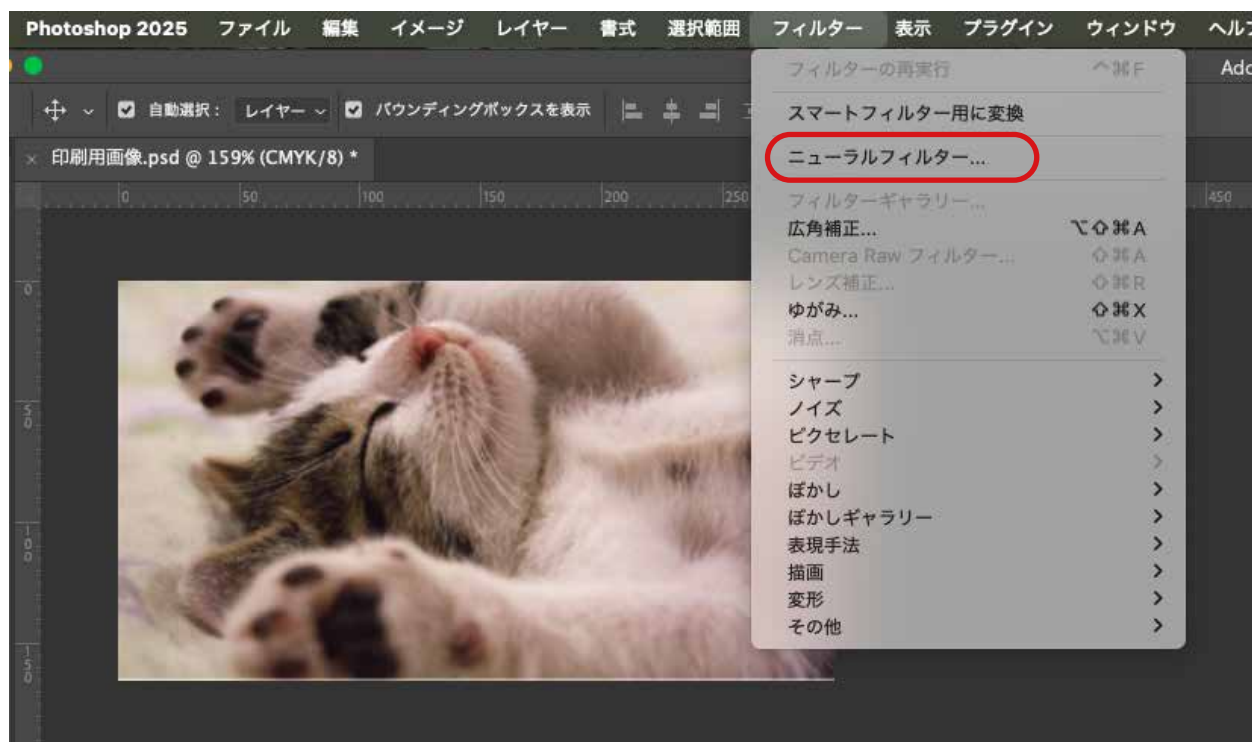 Photoshop 2025 ファイル 編集 イメージ レイヤー 書式 選択範囲 フィルター 表示 プラグイン ウィンドウ
自動選択： レイヤー バウンディングボックスを表示
× 印刷用画像.psd @ 159% (CMYK/8) *
0 50 100 150 200 250 450
0
50
100
150
フィルターの再実行 ^⌘F
スマートフィルター用に変換
ニューラルフィルター...
フィルターギャラリー...
広角補正... ⌥⇧⌘A
Camera Raw フィルター... ⇧⌘A
レンズ補正... ⇧⌘R
ゆがみ... ⇧⌘X
消点... ⌥⌘V
シャープ >
ノイズ >
ピクセレート >
ビデオ >
ぼかし >
ぼかしギャラリー >
表現手法 >
描画 >
変形 >
その他 >